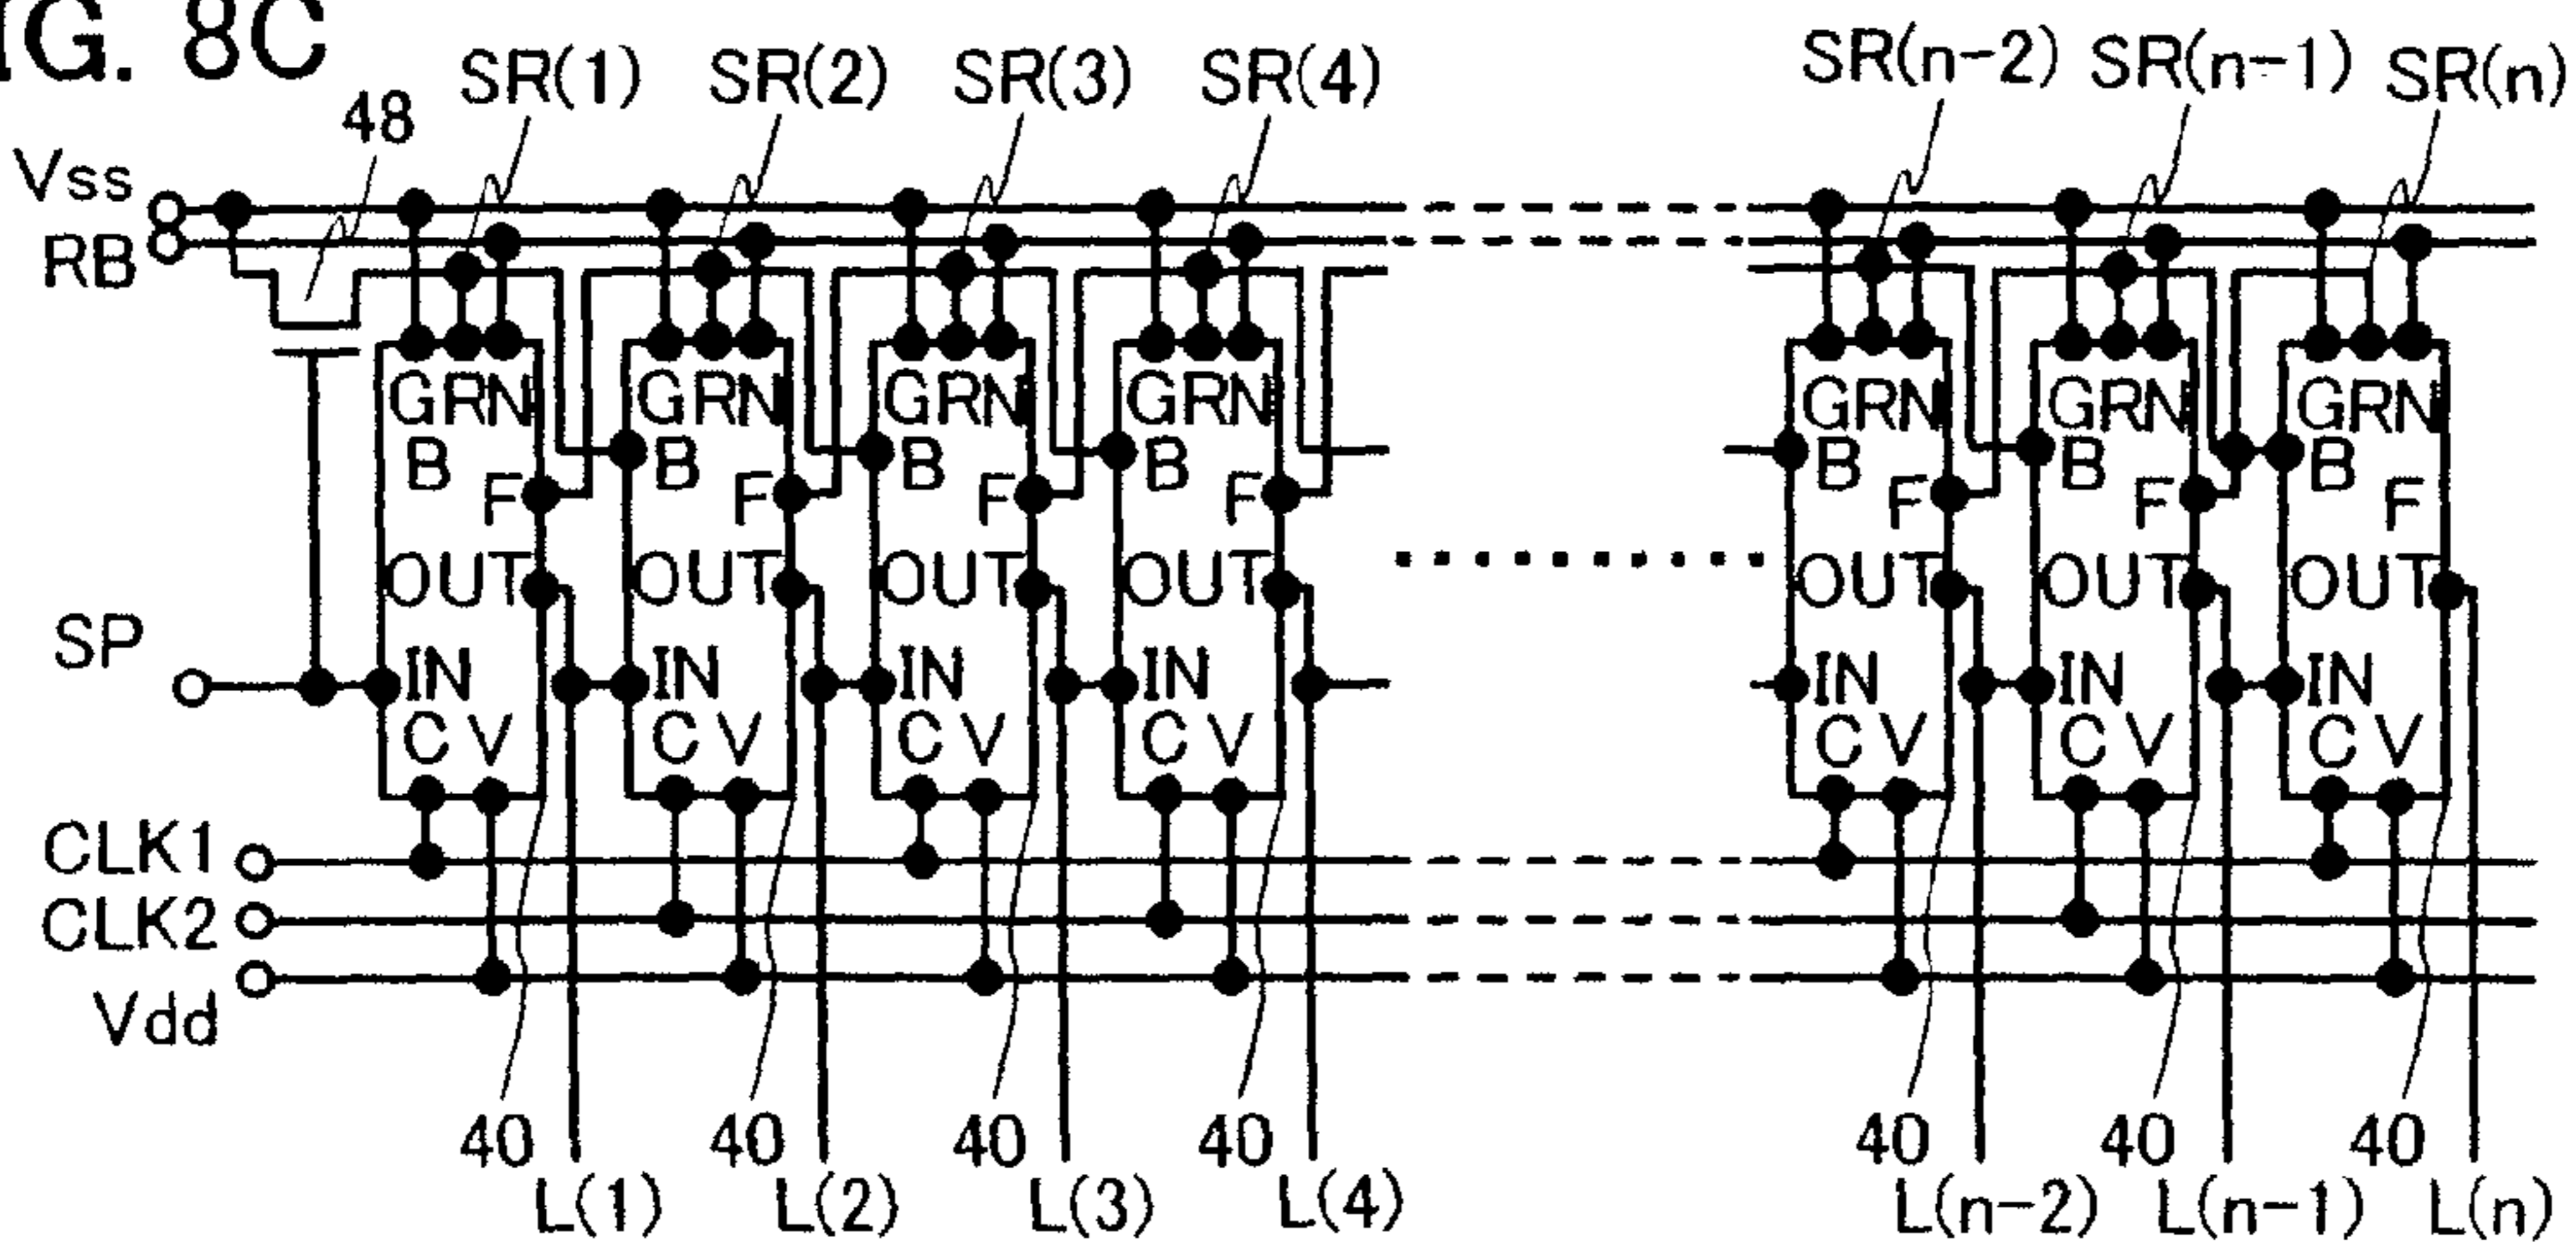 IG. 8C
SR(1) SR(2) SR(3) SR(4) SR(n-2) SR(n-1) SR(n)
48
Vss
RB
GRN GRN GRN GRN GRN GRN GRN
B B B B B B B
F F F F F F F
OUT OUT OUT OUT OUT OUT OUT
SP
IN IN IN IN IN IN IN
C V C V C V C V C V C V C V
CLK1
CLK2
Vdd
40 40 40 40 40 40 40
L(1) L(2) L(3) L(4) L(n-2) L(n-1) L(n)